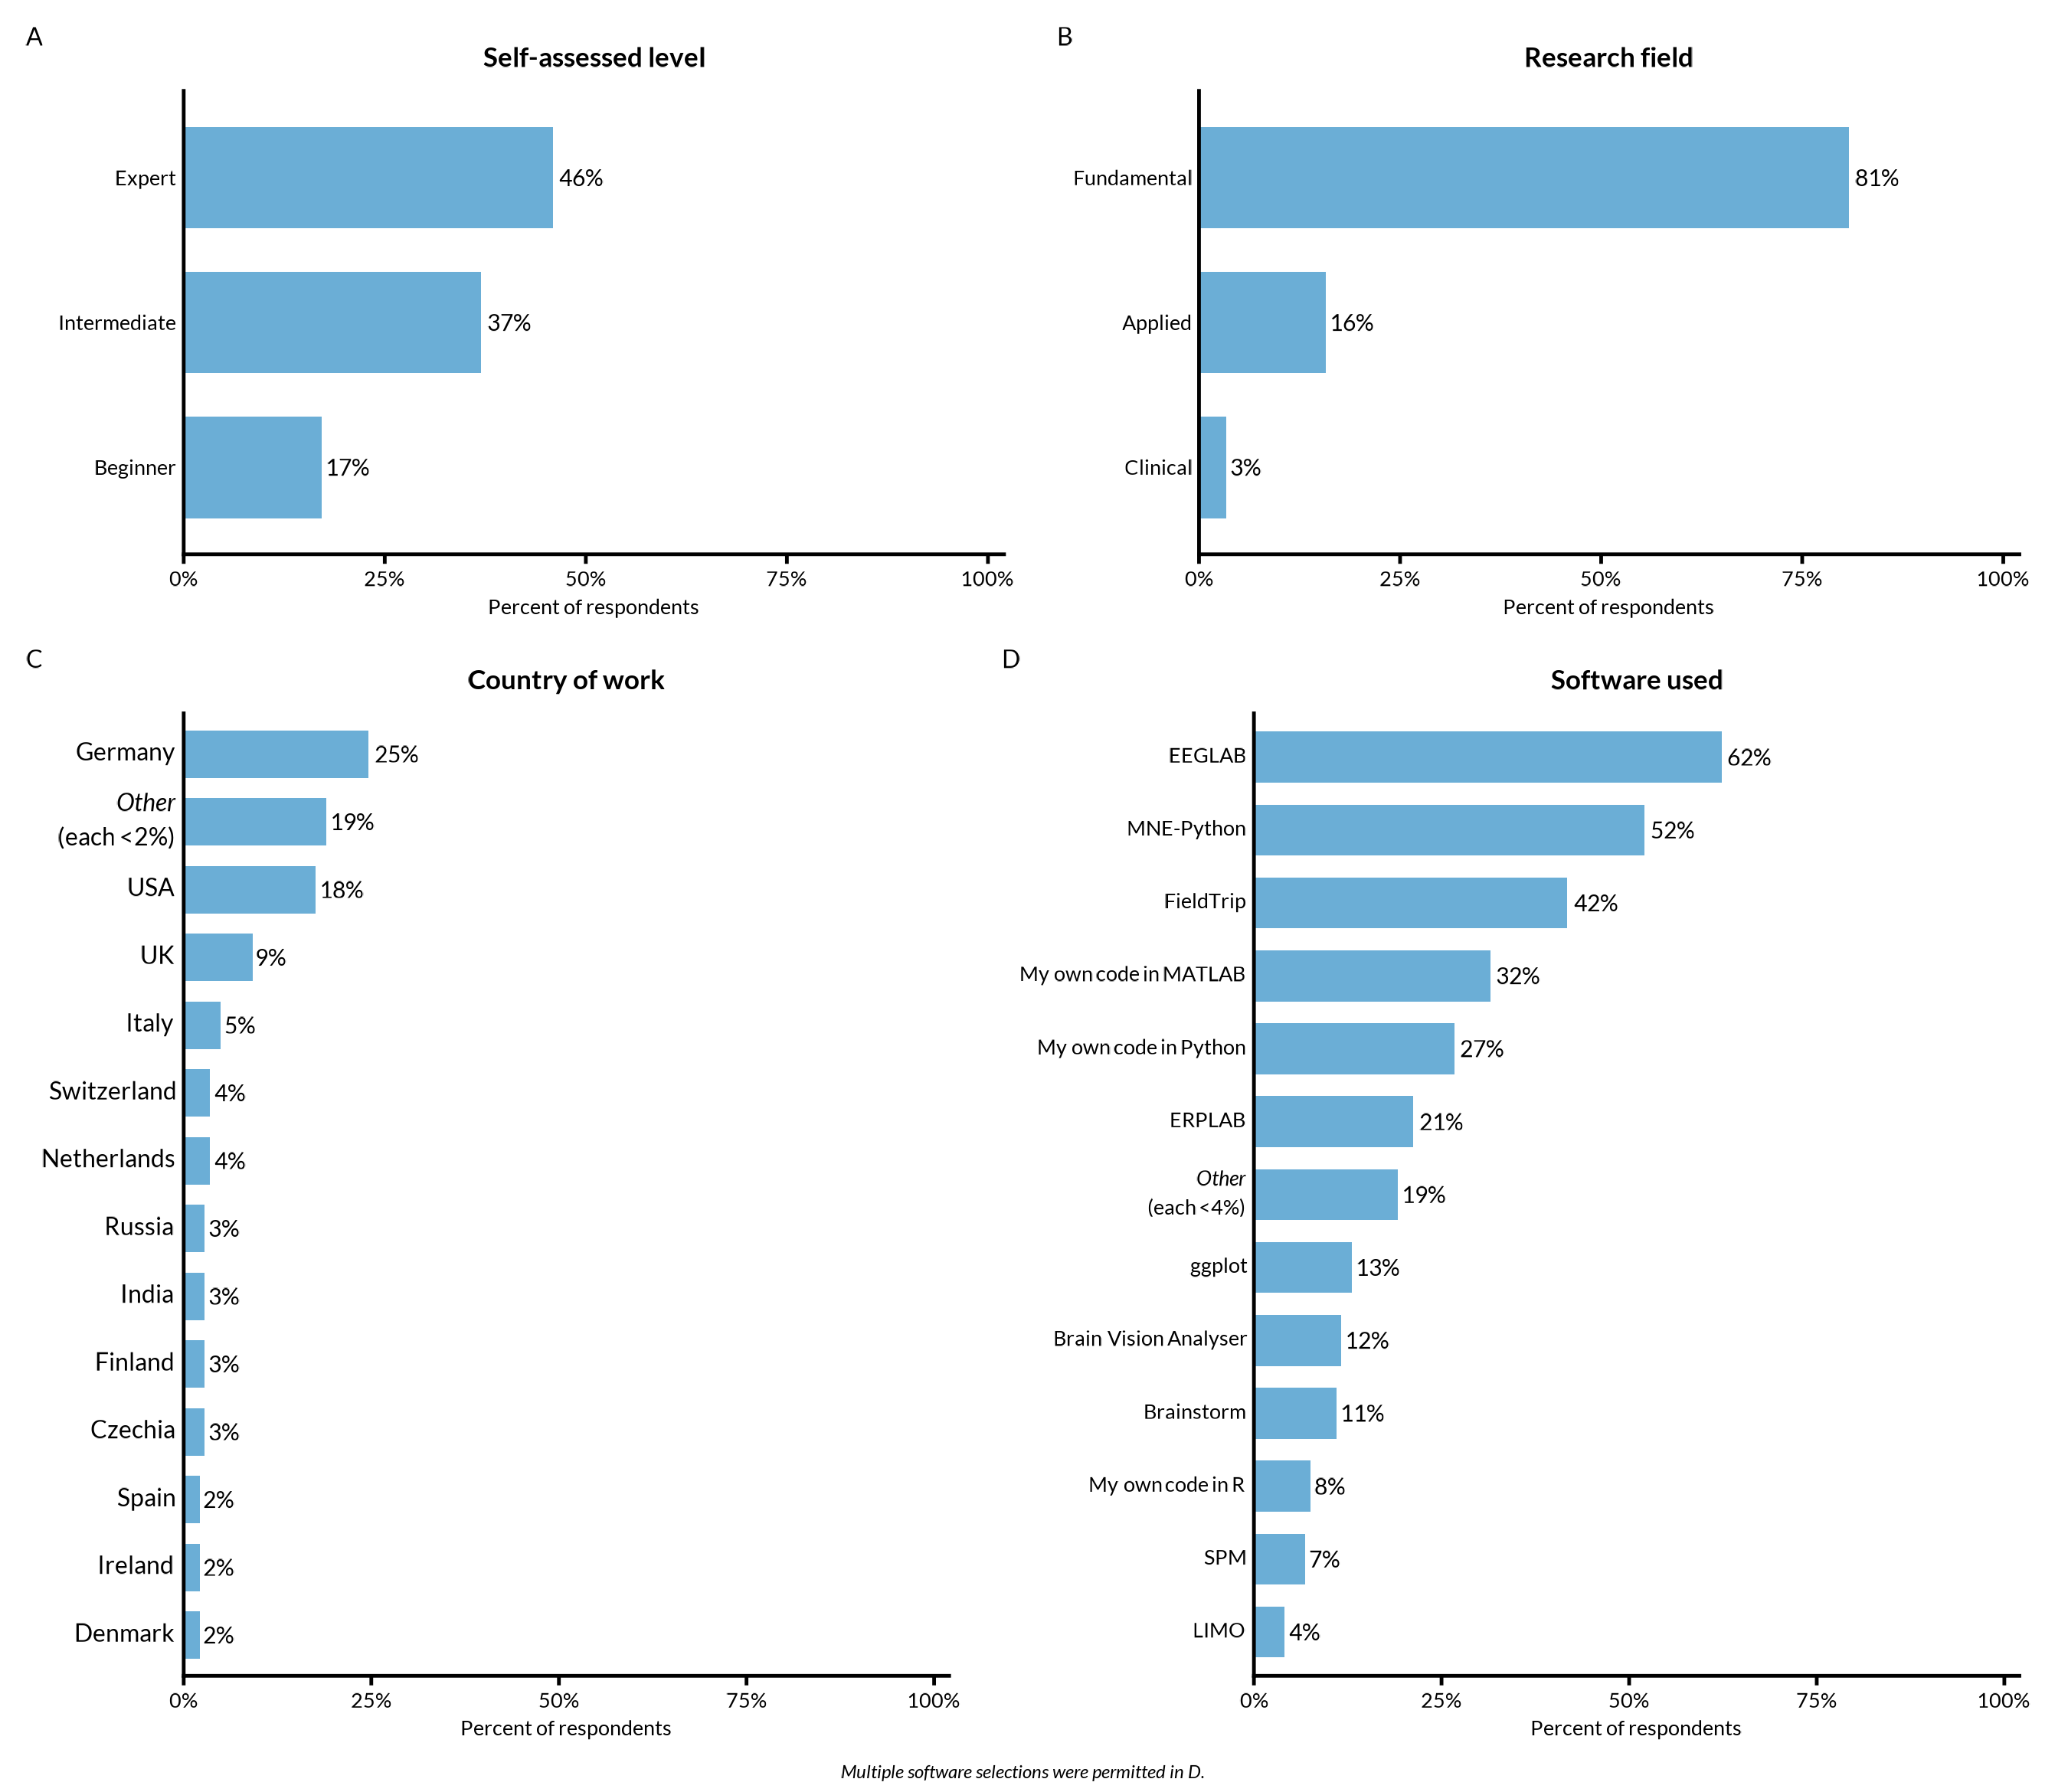 A
Self-assessed level
Expert
46%
Intermediate
37%
Beginner
17%
0%
25%
50%
75%
100%
Percent of respondents
B
Research field
Fundamental
81%
Applied
16%
Clinical
3%
0%
25%
50%
75%
100%
Percent of respondents
C
Country of work
Germany
25%
Other
(each <2%)
19%
USA
18%
UK
9%
Italy
5%
Switzerland
4%
Netherlands
4%
Russia
3%
India
3%
Finland
3%
Czechia
3%
Spain
2%
Ireland
2%
Denmark
2%
0%
25%
50%
75%
100%
Percent of respondents
D
Software used
EEGLAB
62%
MNE-Python
52%
FieldTrip
42%
My own code in MATLAB
32%
My own code in Python
27%
ERPLAB
21%
Other
(each <4%)
19%
ggplot
13%
Brain Vision Analyser
12%
Brainstorm
11%
My own code in R
8%
SPM
7%
LIMO
4%
0%
25%
50%
75%
100%
Percent of respondents
Multiple software selections were permitted in D.